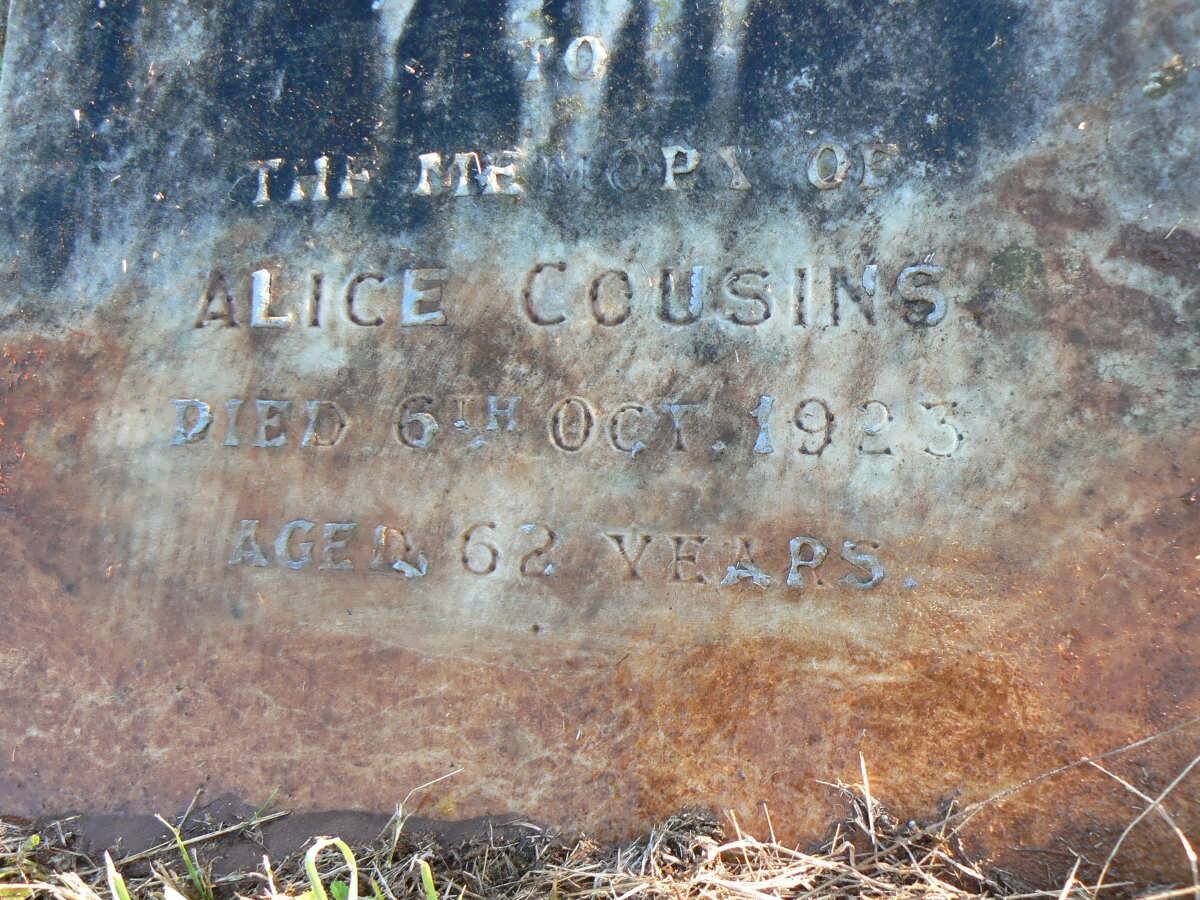 TO
THE MEMORY OF
ALICE COUSINS
DIED 6TH OCT. 1923
AGED 62 YEARS.